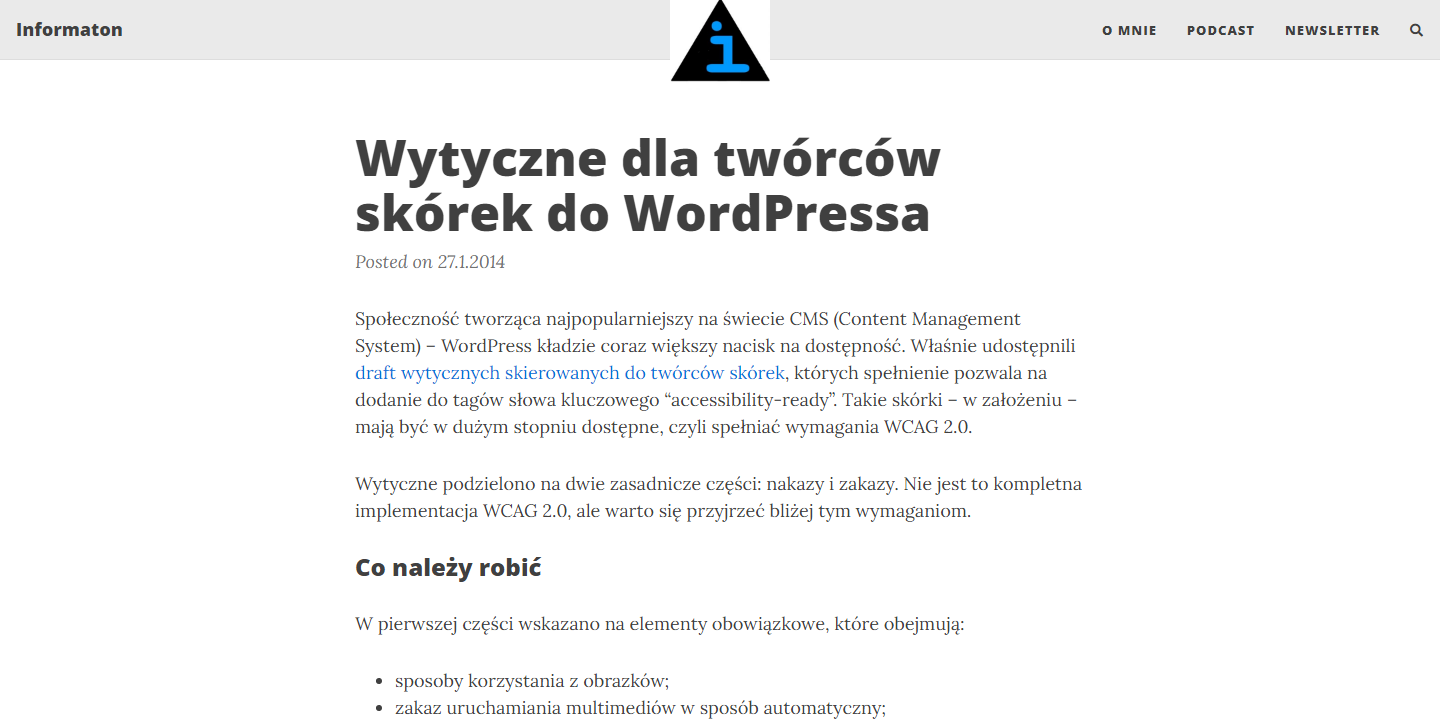 Informaton
i
O MNIE
PODCAST
NEWSLETTER
Wytyczne dla twórców
skórek do WordPressa
Posted on 27.1.2014
Społeczność tworząca najpopularniejszy na świecie CMS (Content Management
System) – WordPress kładzie coraz większy nacisk na dostępność. Właśnie udostępnili
draft wytycznych skierowanych do twórców skórek, których spełnienie pozwala na
dodanie do tagów słowa kluczowego “accessibility-ready”. Takie skórki – w założeniu –
mają być w dużym stopniu dostępne, czyli spełniać wymagania WCAG 2.0.
Wytyczne podzielono na dwie zasadnicze części: nakazy i zakazy. Nie jest to kompletna
implementacja WCAG 2.0, ale warto się przyjrzeć bliżej tym wymaganiom.
Co należy robić
W pierwszej części wskazano na elementy obowiązkowe, które obejmują:
• sposoby korzystania z obrazków;
• zakaz uruchamiania multimediów w sposób automatyczny;